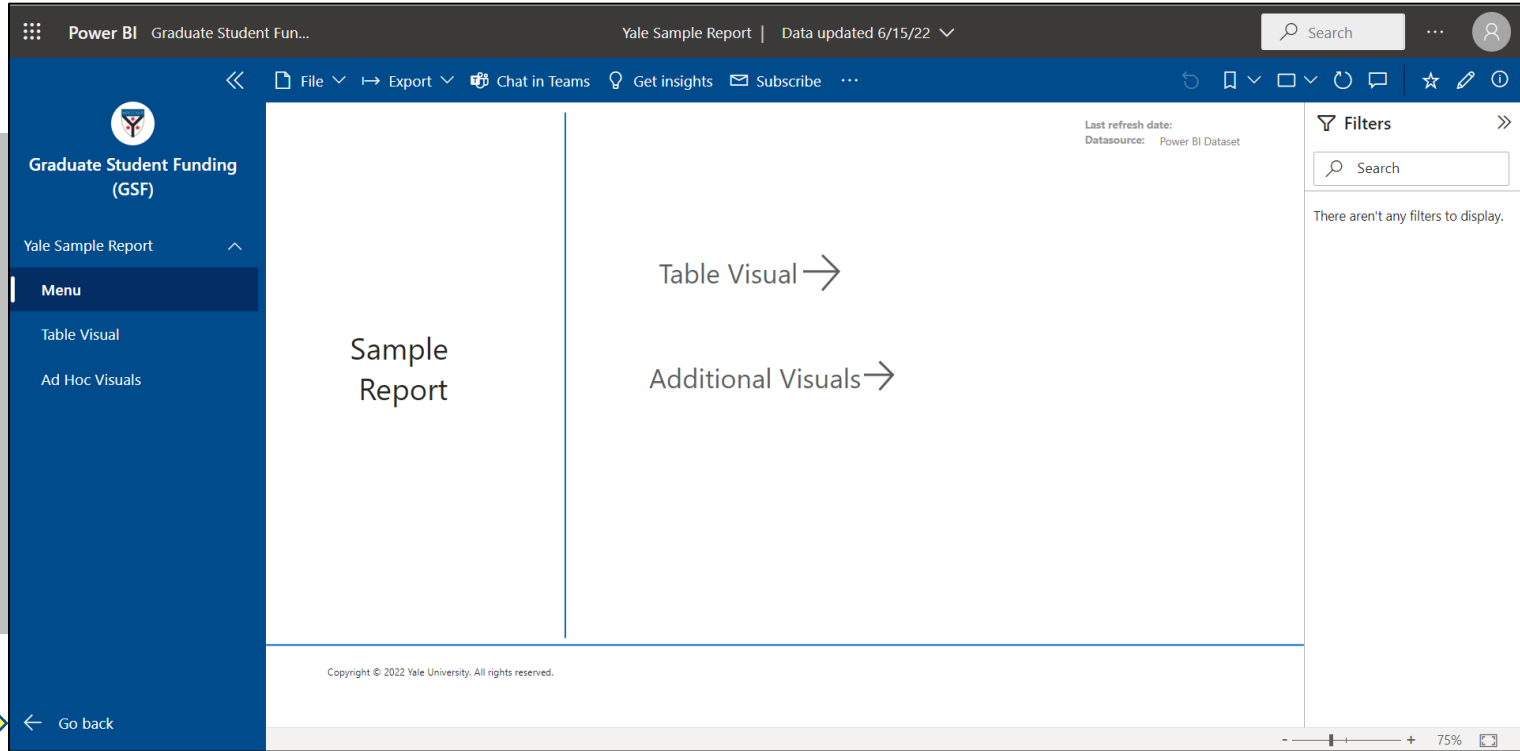 Power BI Graduate Student Fun...
Yale Sample Report | Data updated 6/15/22
Search
File Export Chat in Teams Get insights Subscribe
Graduate Student Funding
(GSF)
Yale Sample Report
Menu
Table Visual
Ad Hoc Visuals
Go back
Last refresh date:
Datasource: Power BI Dataset
Sample
Report
Table Visual
Additional Visuals
Copyright © 2022 Yale University. All rights reserved.
Filters
Search
There aren't any filters to display.
- + 75%